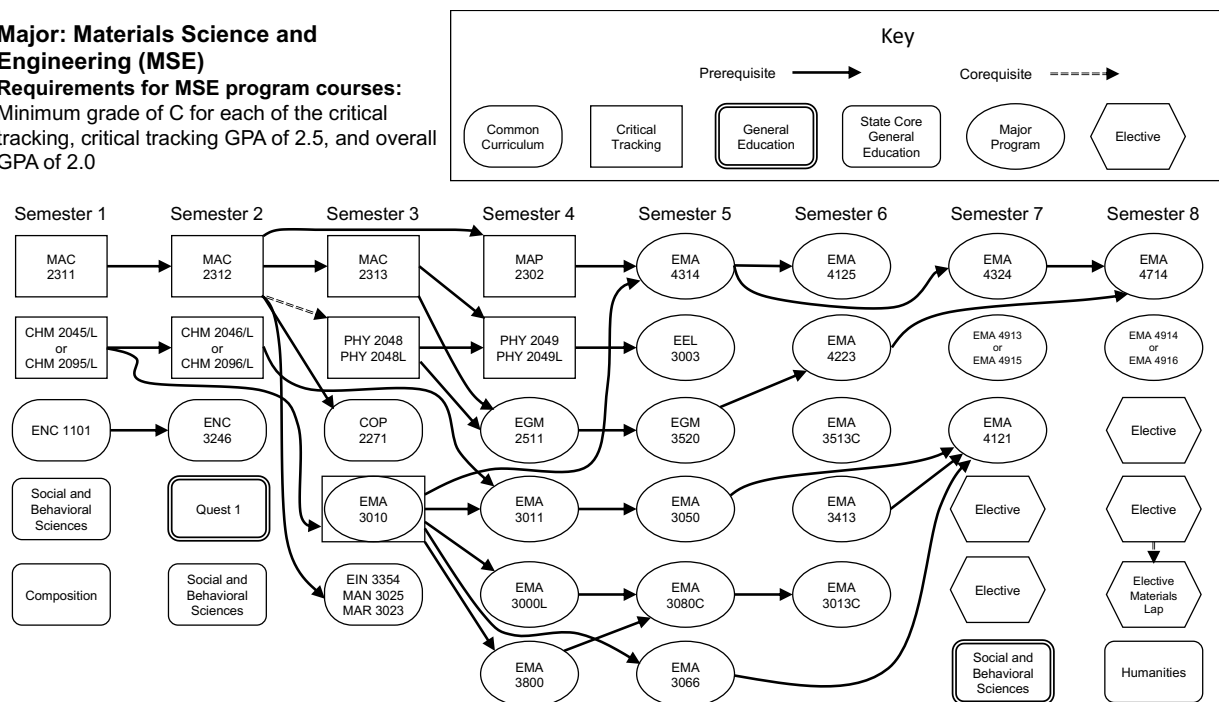 Major: Materials Science and
Engineering (MSE)
Requirements for MSE program courses:
Minimum grade of C for each of the critical
tracking, critical tracking GPA of 2.5, and overall
GPA of 2.0
Key
Prerequisite
Corequisite
Common
Curriculum
Critical
Tracking
General
Education
State Core
General
Education
Major
Program
Elective
Semester 1
Semester 2
Semester 3
Semester 4
Semester 5
Semester 6
Semester 7
Semester 8
MAC
2311
MAC
2312
MAC
2313
MAP
2302
EMA
4314
EMA
4125
EMA
4324
EMA
4714
CHM 2045/L
or
CHM 2095/L
CHM 2046/L
or
CHM 2096/L
PHY 2048
PHY 2048L
PHY 2049
PHY 2049L
EEL
3003
EMA
4223
EMA 4913
or
EMA 4915
EMA 4914
or
EMA 4916
ENC 1101
ENC
3246
COP
2271
EGM
2511
EGM
3520
EMA
3513C
EMA
4121
Elective
Social and
Behavioral
Sciences
Quest 1
EMA
3010
EMA
3011
EMA
3050
EMA
3413
Elective
Elective
Composition
Social and
Behavioral
Sciences
EIN 3354
MAN 3025
MAR 3023
EMA
3000L
EMA
3080C
EMA
3013C
Elective
Elective
Materials
Lap
EMA
3800
EMA
3066
Social and
Behavioral
Sciences
Humanities